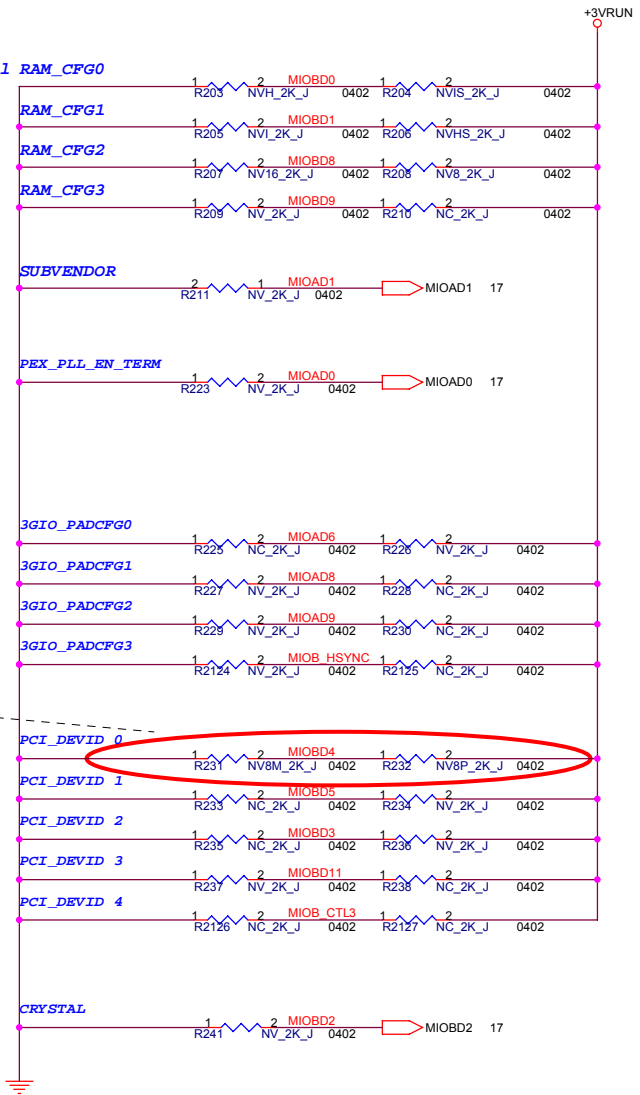 +3VRUN
1 RAM_CFG0
1 2 MIOBD0 1 2
R203 NVH_2K_J 0402 R204 NVIS_2K_J 0402
RAM_CFG1
1 2 MIOBD1 1 2
R205 NVI_2K_J 0402 R206 NVHS_2K_J 0402
RAM_CFG2
1 2 MIOBD8 1 2
R207 NV16_2K_J 0402 R208 NV8_2K_J 0402
RAM_CFG3
1 2 MIOBD9 1 2
R209 NV_2K_J 0402 R210 NC_2K_J 0402
SUBVENDOR
2 1 MIOAD1 MIOAD1 17
R211 NV_2K_J 0402
PEX_PLL_EN_TERM
1 2 MIOAD0 MIOAD0 17
R223 NV_2K_J 0402
3GIO_PADCFG0
1 2 MIOAD6 1 2
R225 NC_2K_J 0402 R226 NV_2K_J 0402
3GIO_PADCFG1
1 2 MIOAD8 1 2
R227 NV_2K_J 0402 R228 NC_2K_J 0402
3GIO_PADCFG2
1 2 MIOAD9 1 2
R229 NV_2K_J 0402 R230 NC_2K_J 0402
3GIO_PADCFG3
1 2 MIOB_HSYNC 1 2
R2124 NV_2K_J 0402 R2125 NC_2K_J 0402
PCI_DEVID 0
1 2 MIOBD4 1 2
R231 NV8M_2K_J 0402 R232 NV8P_2K_J 0402
PCI_DEVID 1
1 2 MIOBD5 1 2
R233 NC_2K_J 0402 R234 NV_2K_J 0402
PCI_DEVID 2
1 2 MIOBD3 1 2
R235 NC_2K_J 0402 R236 NV_2K_J 0402
PCI_DEVID 3
1 2 MIOBD11 1 2
R237 NV_2K_J 0402 R238 NC_2K_J 0402
PCI_DEVID 4
1 2 MIOB_CTL3 1 2
R2126 NC_2K_J 0402 R2127 NC_2K_J 0402
CRYSTAL
1 2 MIOBD2 MIOBD2 17
R241 NV_2K_J 0402